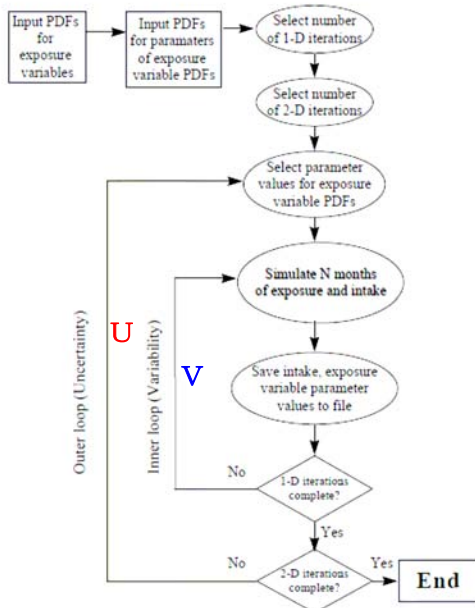 Input PDFs
for
exposure
variables
Input PDFs
for paramaters
of exposure
variable PDFs
Select number
of 1-D iterations
Select number
of 2-D iterations
Select parameter
values for exposure
variable PDFs
Simulate N months
of exposure and intake
Save intake, exposure
variable parameter
values to file
Outer loop (Uncertainty)
U
Inner loop (Variability)
V
No
1-D iterations
complete?
Yes
No
2-D iterations
complete?
Yes
End